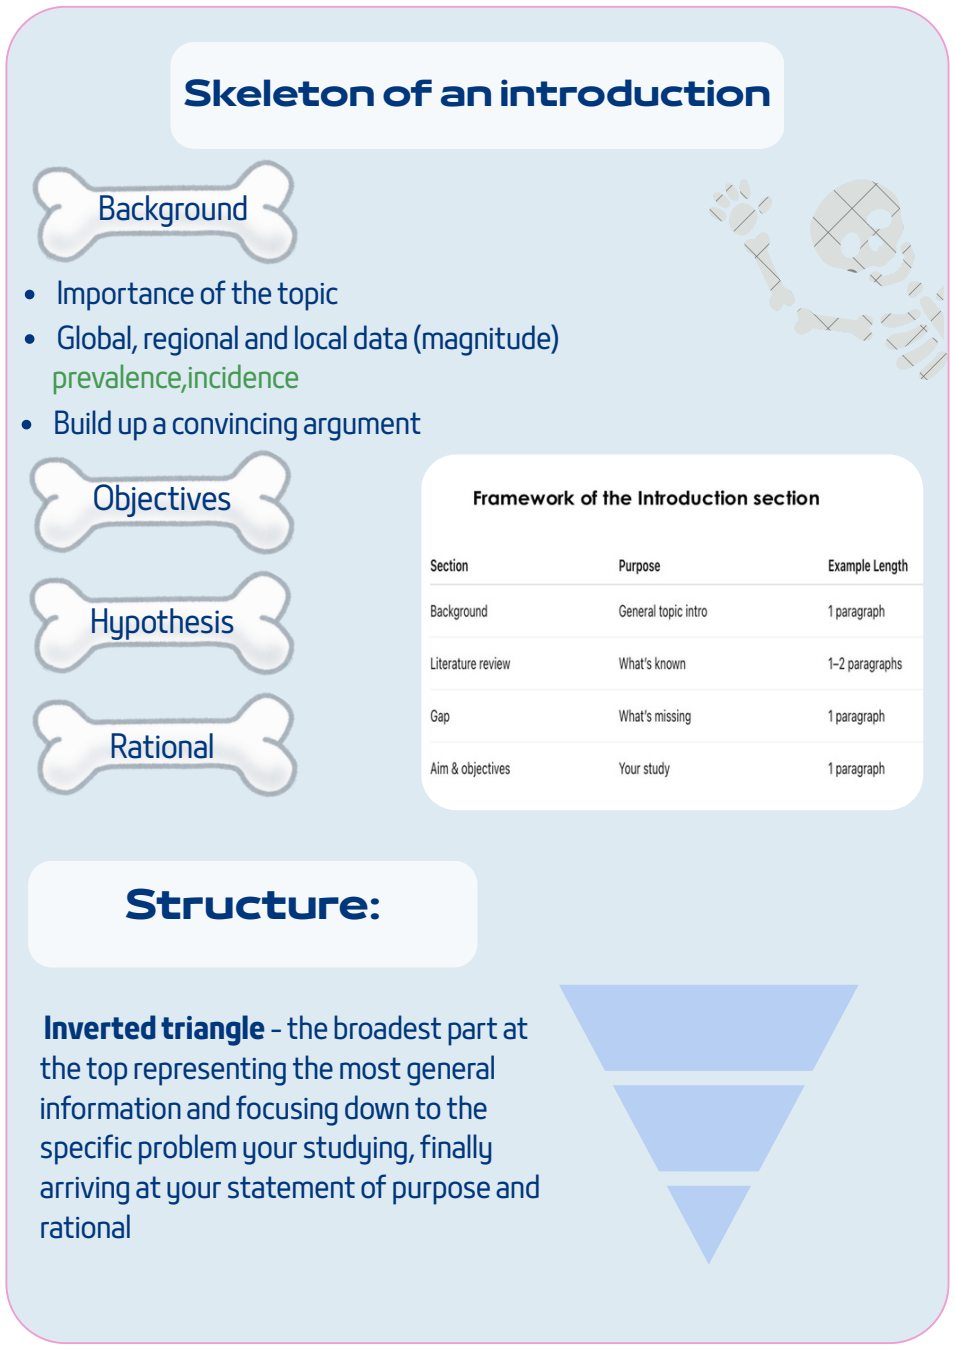 Skeleton of an introduction
Background
• Importance of the topic
• Global, regional and local data (magnitude)
prevalence,incidence
• Build up a convincing argument
Objectives
Hypothesis
Rational
Framework of the Introduction section
Section Purpose Example Length
Background General topic intro 1 paragraph
Literature review What's known 1–2 paragraphs
Gap What's missing 1 paragraph
Aim & objectives Your study 1 paragraph
Structure:
Inverted triangle - the broadest part at
the top representing the most general
information and focusing down to the
specific problem your studying, finally
arriving at your statement of purpose and
rational